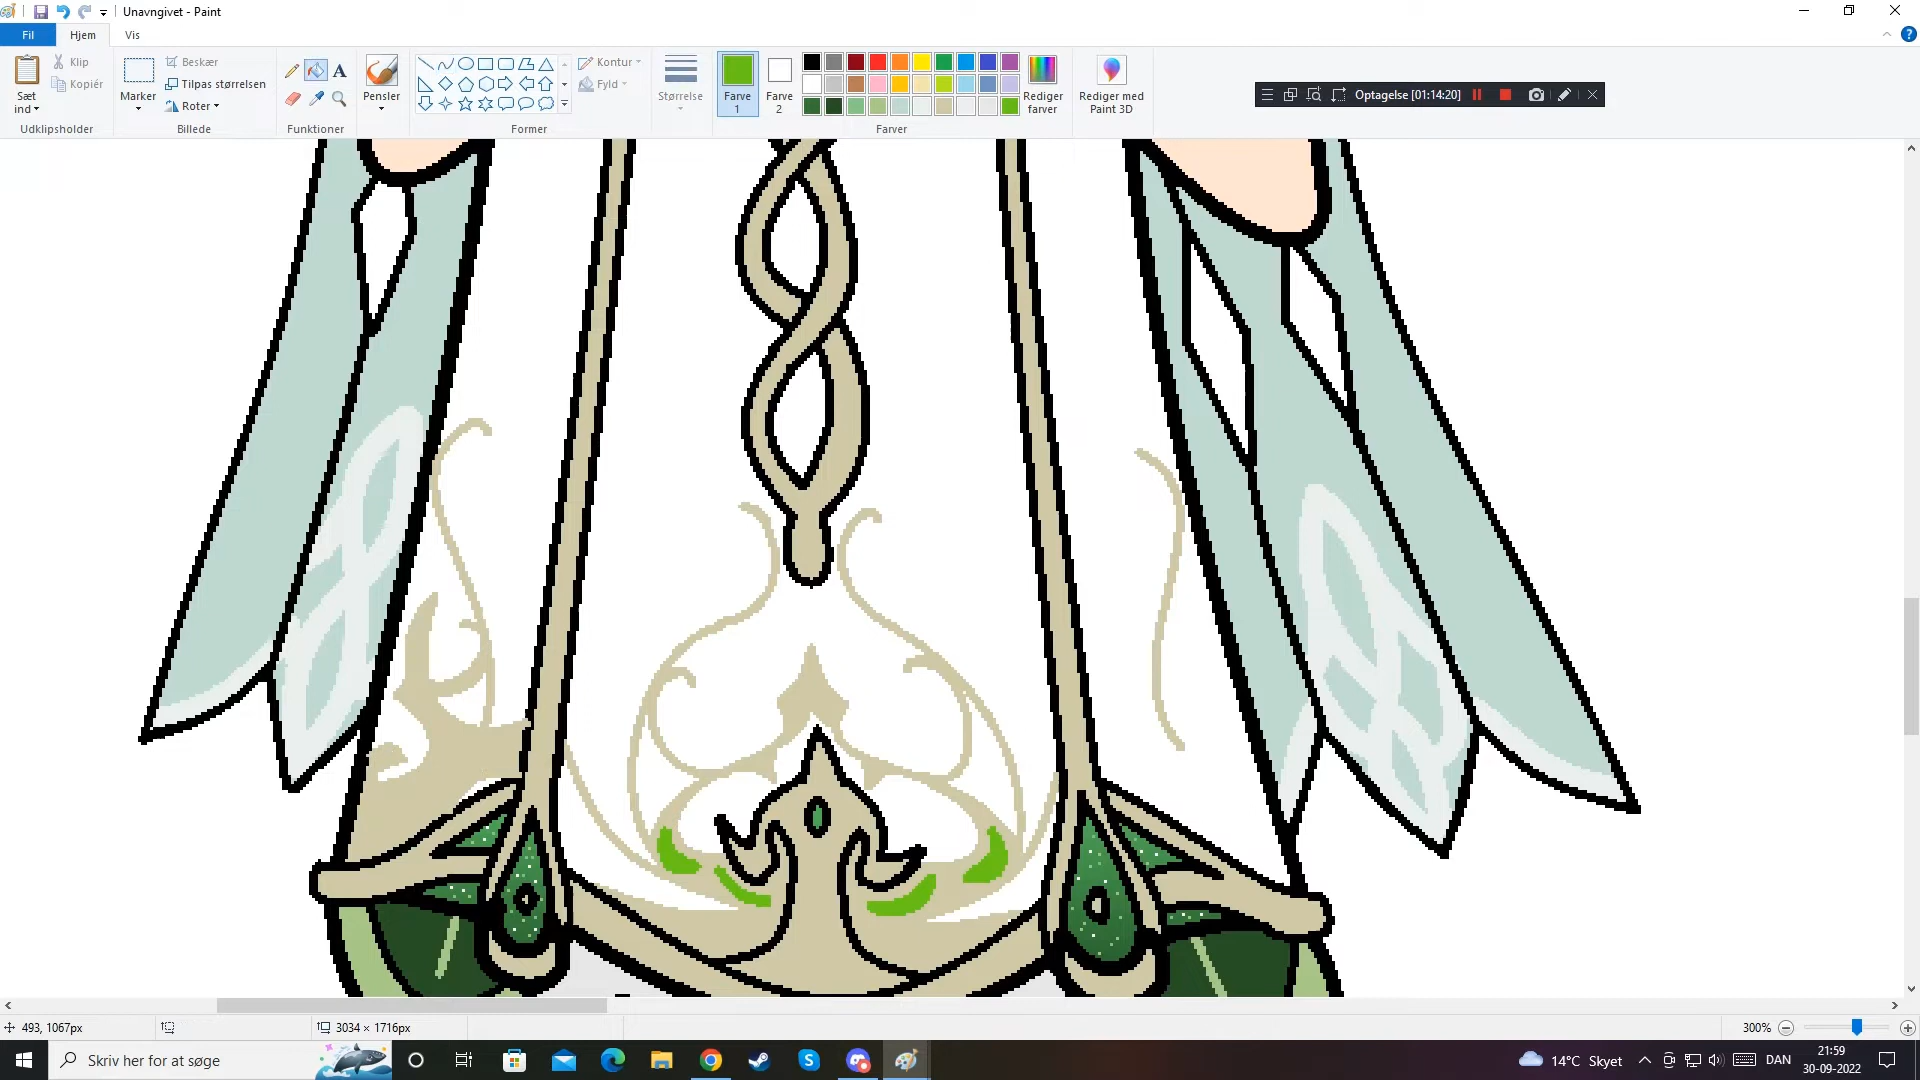 Unavngivet - Paint
Fil Hjem Vis
Sæt ind
Klip
Kopiér
Udklipsholder
Marker
Beskær
Tilpas størrelsen
Roter
Billede
A
Funktioner
Pensler
Kontur
Fyld
Former
Størrelse
Farve 1
Farve 2
Rediger farver
Farver
Rediger med Paint 3D
Optagelse [01:14:20]
493, 1067px
3034 × 1716px
300%
Skriv her for at søge
14°C Skyet
DAN
21:59
30-09-2022